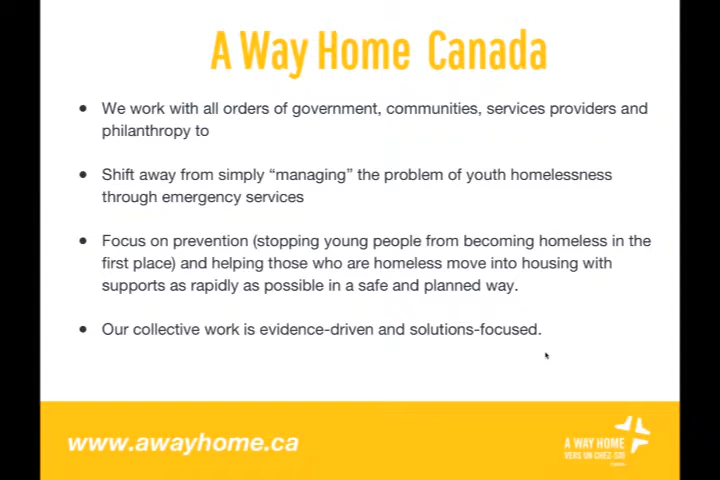 A Way Home Canada
● We work with all orders of government, communities, services providers and
philanthropy to
● Shift away from simply “managing” the problem of youth homelessness
through emergency services
● Focus on prevention (stopping young people from becoming homeless in the
first place) and helping those who are homeless move into housing with
supports as rapidly as possible in a safe and planned way.
● Our collective work is evidence-driven and solutions-focused.
www.awayhome.ca
A WAY HOME
VERS UN CHEZ-SOI